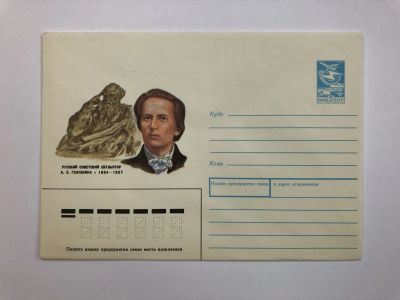 РУССКИЙ СОВЕТСКИЙ СКУЛЬПТОР
А. С. ГОЛУБКИНА • 1864—1927
Куда
Кому
Индекс предприятия связи и адрес отправителя
Пишите индекс предприятия связи места назначения